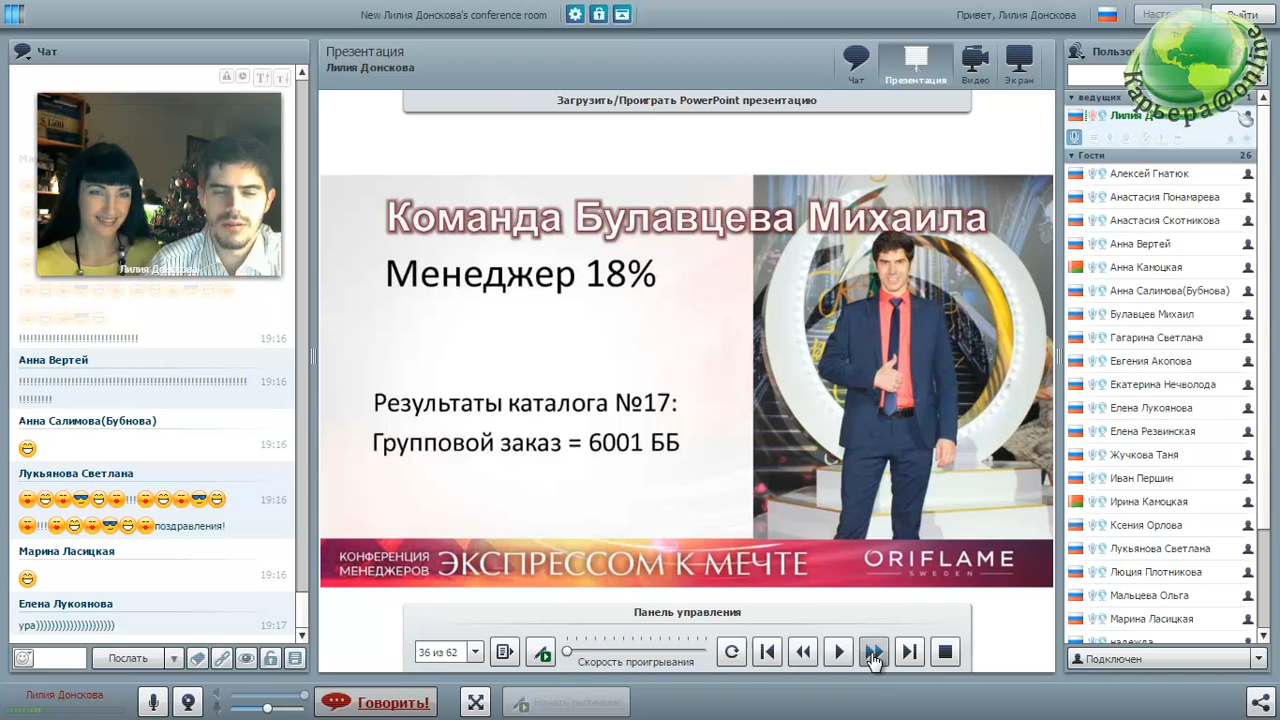 New Лилия Донскова's conference room
Привет, Лилия Донскова
Выйти
Карьера@online
Чат
Лилия Донскова
!!!!!!!!!!!!!!!!!!!!!!!!!!!!!!!!
19:16
Анна Вертей
!!!!!!!!!!!!!!!!!!!!!!!!!!!!!!!!!!!!!!!!!!!!!!!!!!!!!!!!!!!!
!!!!!!!!!
19:16
Анна Салимова(Бубнова)
19:16
Лукьянова Светлана
!!!
19:16
!!!
поздравления!
Марина Ласицкая
19:16
Елена Лукоянова
ура))))))))))))))))))))
19:17
Послать
Презентация
Лилия Донскова
Чат
Презентация
Видео
Экран
Загрузить/Проиграть PowerPoint презентацию
Команда Булавцева Михаила
Менеджер 18%
Результаты каталога №17:
Групповой заказ = 6001 ББ
КОНФЕРЕНЦИЯ
МЕНЕДЖЕРОВ
ЭКСПРЕССОМ К МЕЧТЕ
ORIFLAME
SWEDEN
Панель управления
36 из 62
Скорость проигрывания
ведущих
1
Гости
26
Алексей Гнатюк
Анастасия Понамарева
Анастасия Скотникова
Анна Вертей
Анна Камоцкая
Анна Салимова(Бубнова)
Булавцев Михаил
Гагарина Светлана
Евгения Акопова
Екатерина Нечволода
Елена Лукоянова
Елена Резвинская
Жучкова Таня
Иван Першин
Ирина Камоцкая
Ксения Орлова
Лукьянова Светлана
Люция Плотникова
Мальцева Ольга
Марина Ласицкая
надежда
Подключен
Лилия Донскова
Говорить!